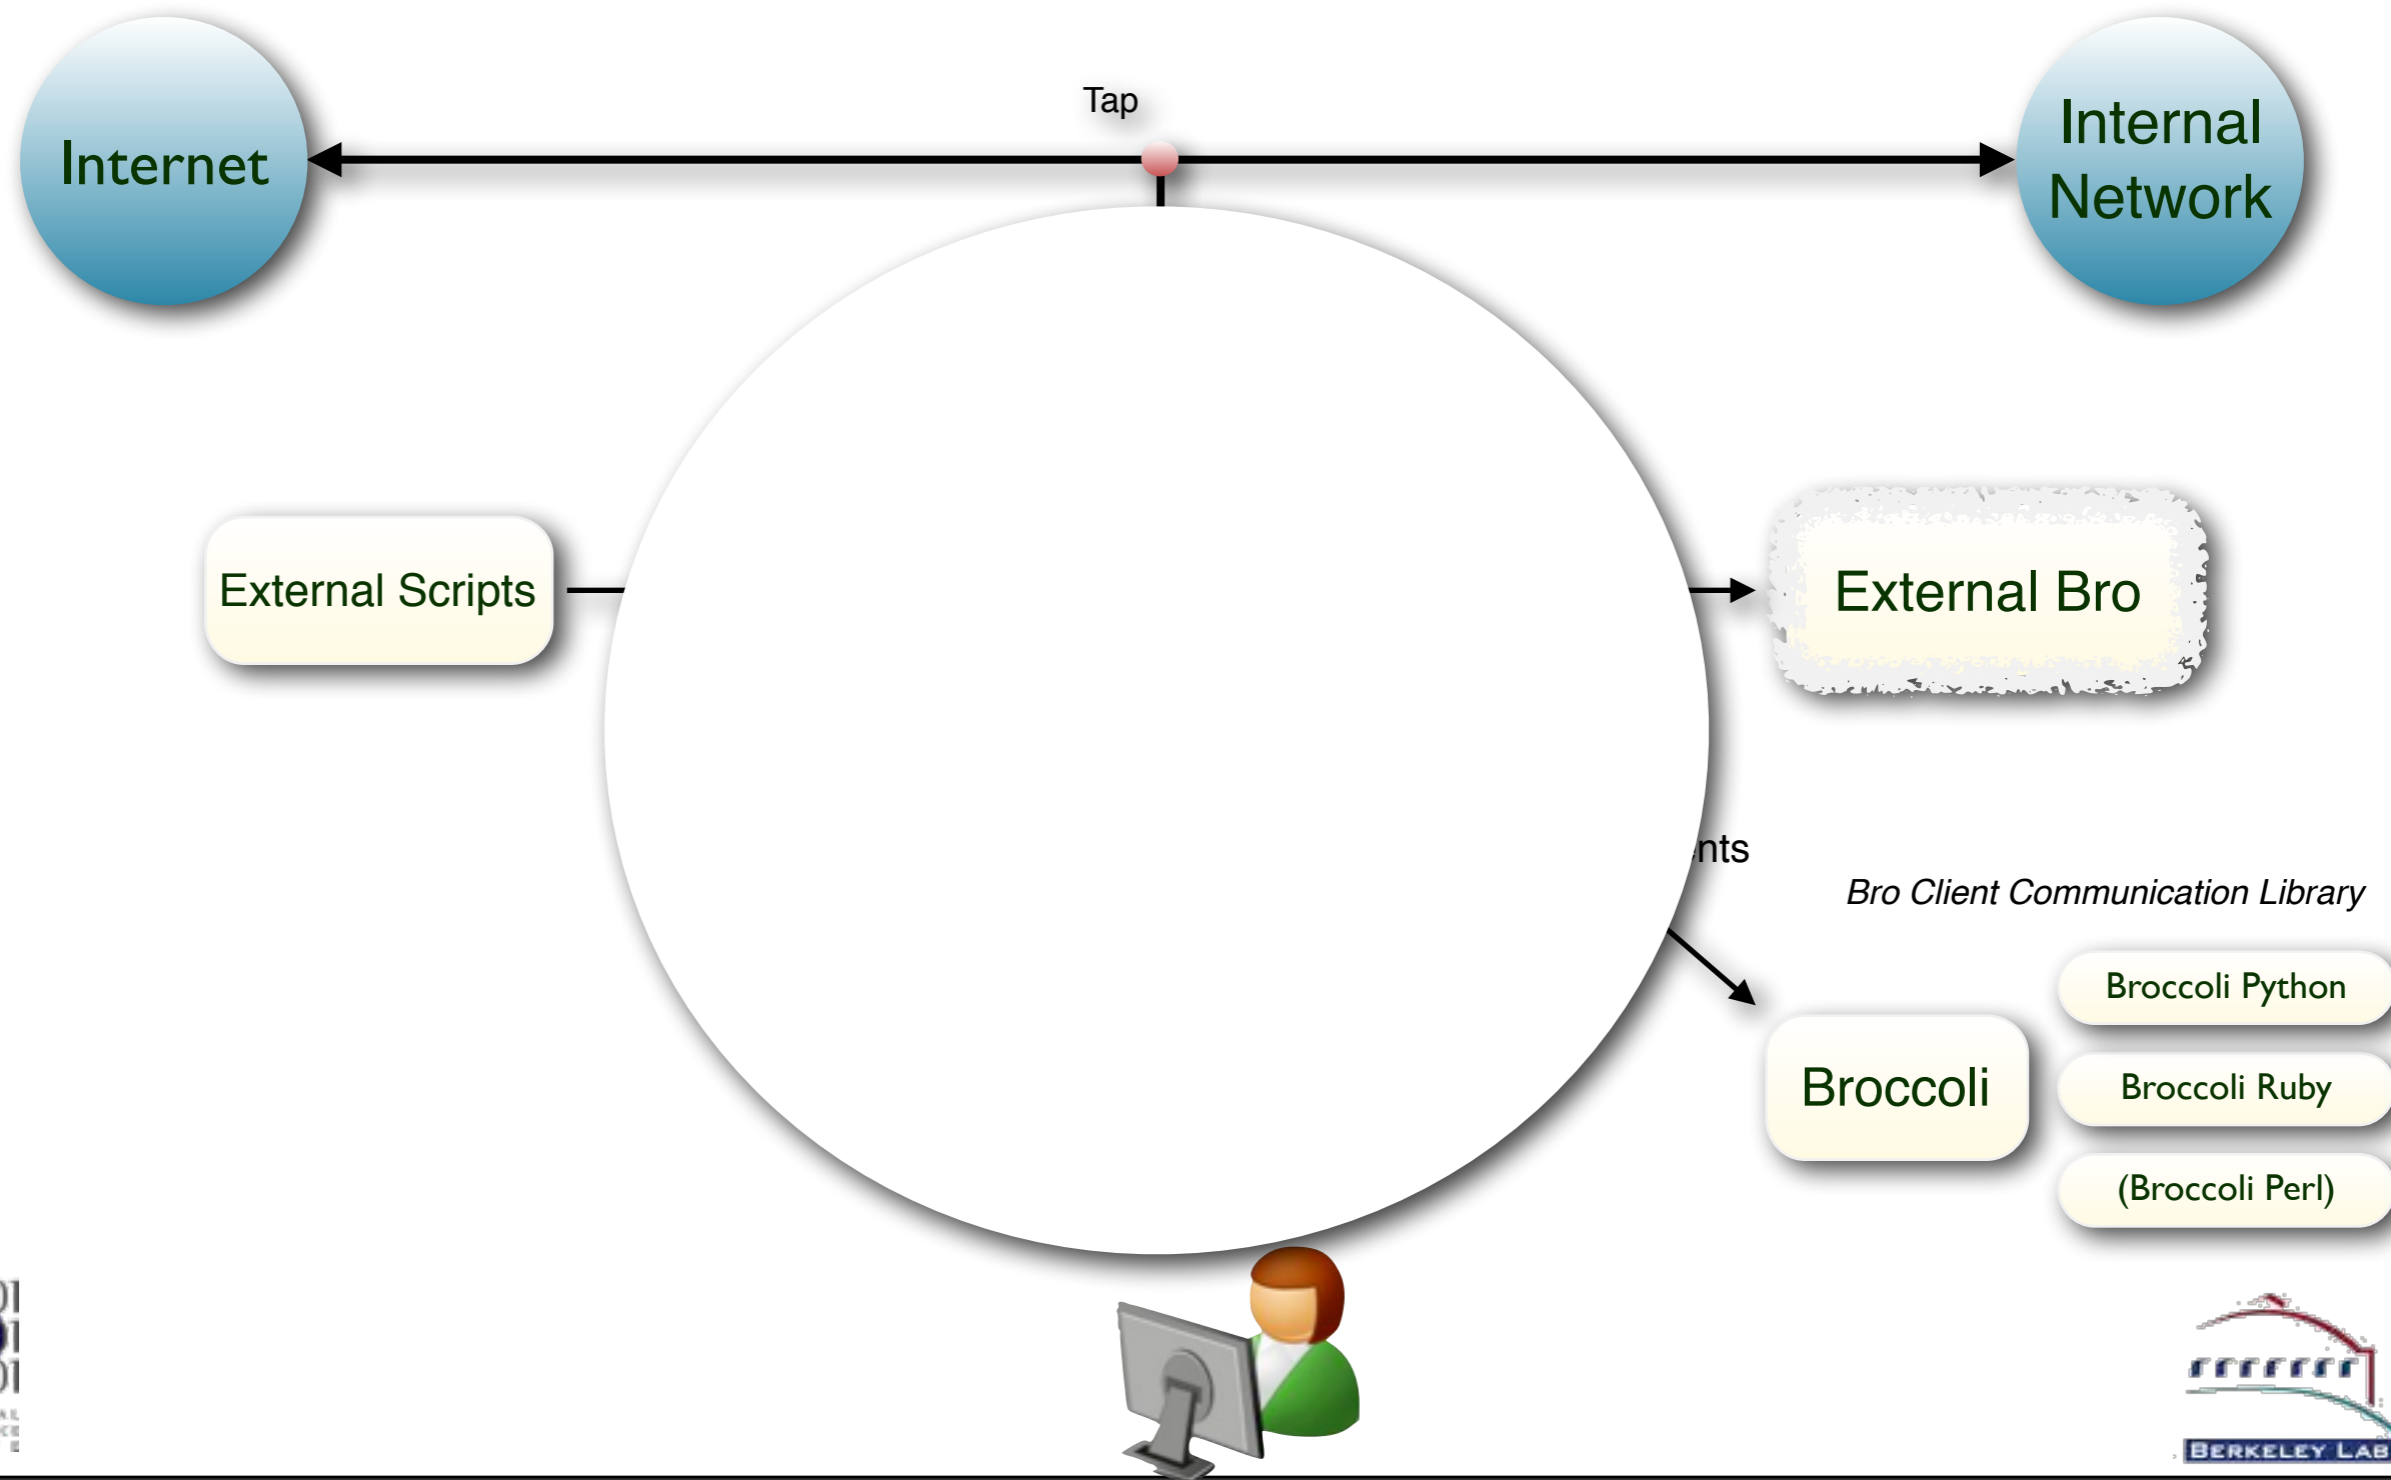 Tap
Internet
Internal
Network
External Scripts
External Bro
nts
Bro Client Communication Library
Broccoli Python
Broccoli
Broccoli Ruby
(Broccoli Perl)
BERKELEY LAB